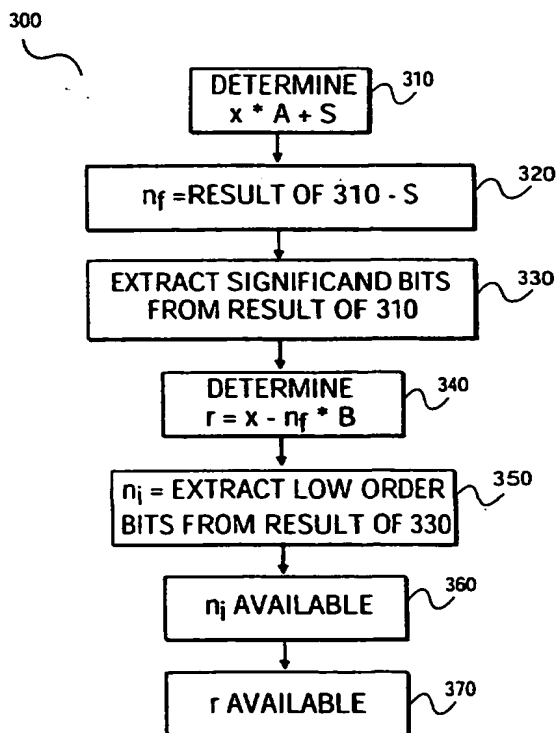 300
DETERMINE
x * A + S
310
nf = RESULT OF 310 - S
320
EXTRACT SIGNIFICAND BITS
FROM RESULT OF 310
330
DETERMINE
r = x - nf * B
340
ni = EXTRACT LOW ORDER
BITS FROM RESULT OF 330
350
ni AVAILABLE
360
r AVAILABLE
370